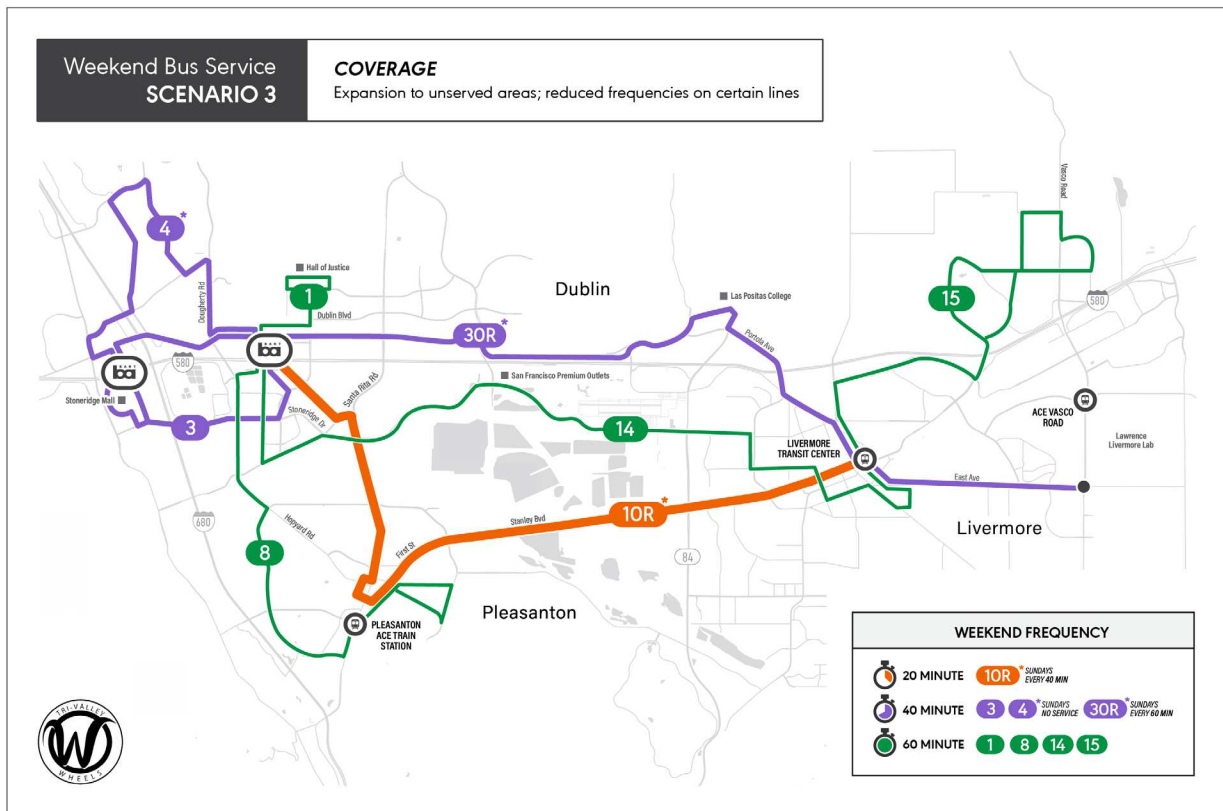 Weekend Bus Service
SCENARIO 3
COVERAGE
Expansion to unserved areas; reduced frequencies on certain lines
4*
Dougherty Rd
Hall of Justice
1
Dublin Blvd
Dublin
30R*
Las Positas College
Portola Ave
Vasco Road
15
580
580
Stoneridge Mall
3
Stoneridge Dr
Santa Rita Rd
San Francisco Premium Outlets
14
LIVERMORE
TRANSIT CENTER
ACE VASCO
ROAD
Lawrence
Livermore Lab
East Ave
Livermore
680
Hopyard Rd
8
First St
Stanley Blvd
10R*
84
Pleasanton
PLEASANTON
ACE TRAIN
STATION
WEEKEND FREQUENCY
20 MINUTE 10R* SUNDAYS
EVERY 40 MIN
40 MINUTE 3 4* SUNDAYS
NO SERVICE 30R* SUNDAYS
EVERY 60 MIN
60 MINUTE 1 8 14 15
TRI-VALLEY
W
WHEELS